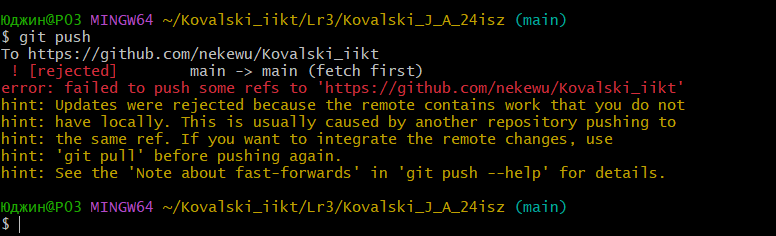 Юджин@PO3 MINGW64 ~/Kovalski_iikt/Lr3/Kovalski_J_A_24isz (main)
$ git push
To https://github.com/nekewu/Kovalski_iikt
 ! [rejected]        main -> main (fetch first)
error: failed to push some refs to 'https://github.com/nekewu/Kovalski_iikt'
hint: Updates were rejected because the remote contains work that you do not
hint: have locally. This is usually caused by another repository pushing to
hint: the same ref. If you want to integrate the remote changes, use
hint: 'git pull' before pushing again.
hint: See the 'Note about fast-forwards' in 'git push --help' for details.
Юджин@PO3 MINGW64 ~/Kovalski_iikt/Lr3/Kovalski_J_A_24isz (main)
$